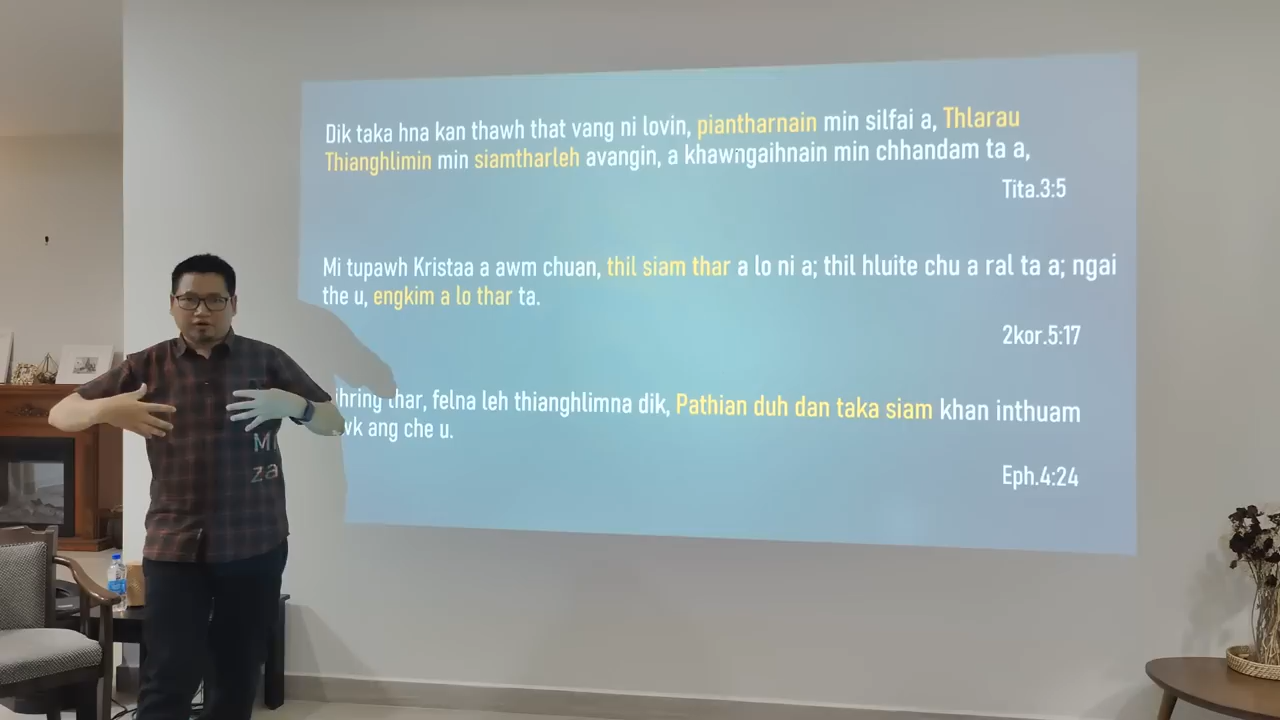 Dik taka hna kan thawh that vang ni lovin, piantharnain min silfai a, Thlarau
Thianghlimin min siamtharleh avangin, a khawngaihnain min chhandam ta a,
Tita.3:5
Mi tupawh Kristaa a awm chuan, thil siam thar a lo ni a; thil hluite chu a ral ta a; ngai
the u, engkim a lo thar ta.
2kor.5:17
thar, felna leh thianghlimna dik, Pathian duh dan taka siam khan inthuam
ang che u.
Eph.4:24